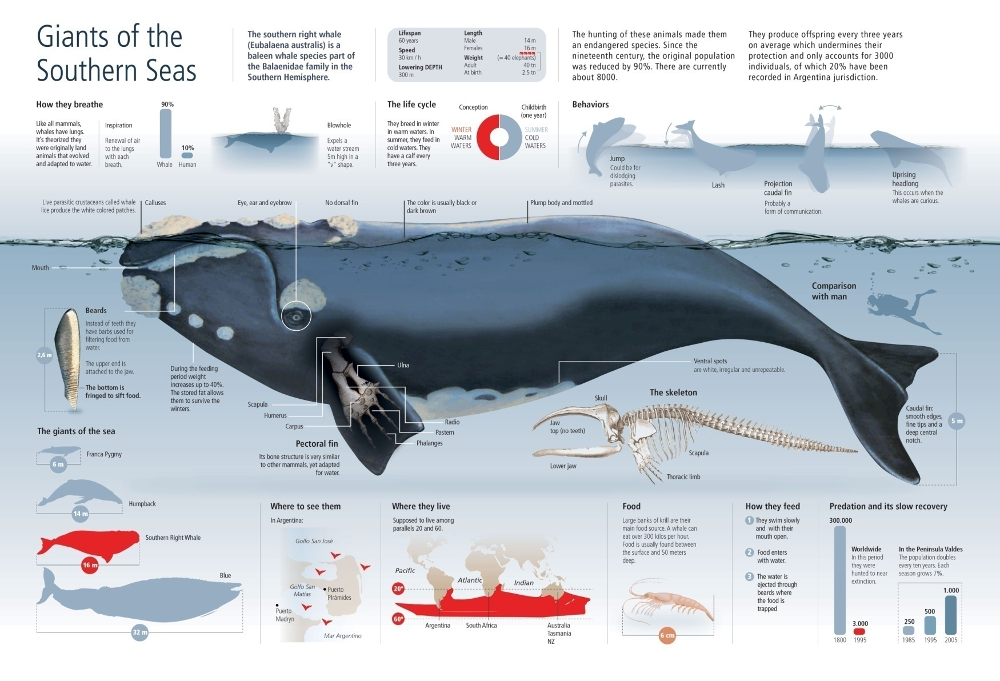 Giants of the
Southern Seas
The southern right whale
(Eubalaena australis) is a
baleen whale species part of
the Balaenidae family in the
Southern Hemisphere.
Lifespan
60 years
Speed
30 km / h
Lowering DEPTH
300 m
Length
Male 14 m
Females 16 m
Weight (= 40 elephants)
Adult 40 tn
At birth 2.5 tn
The hunting of these animals made them
an endangered species. Since the
nineteenth century, the original population
was reduced by 90%. There are currently
about 8000.
They produce offspring every three years
on average which undermines their
protection and only accounts for 3000
individuals, of which 20% have been
recorded in Argentina jurisdiction.
How they breathe
Like all mammals,
whales have lungs.
It's theorized they
were originally land
animals that evolved
and adapted to water.
Inspiration
Renewal of air
to the lungs
with each
breath.
90%
Whale
10%
Human
Blowhole
Expels a
water stream
5m high in a
"v" shape.
The life cycle
They breed in winter
in warm waters. In
summer, they feed in
cold waters. They
have a calf every
three years.
Conception
WINTER
WARM
WATERS
Childbirth
(one year)
SUMMER
COLD
WATERS
Behaviors
Jump
Could be for
dislodging
parasites.
Lash
Projection
caudal fin
Probably a
form of communication.
Uprising
headlong
This occurs when the
whales are curious.
Live parasitic crustaceans called whale
lice produce the white colored patches.
Calluses
Eye, ear and eyebrow
No dorsal fin
The color is usually black or
dark brown
Plump body and mottled
Mouth
Comparison
with man
Beards
Instead of teeth they
have barbs used for
filtering food from
water.
The upper end is
attached to the jaw.
The bottom is
fringed to sift food.
2,6 m
During the feeding
period weight
increases up to 40%.
The stored fat allows
them to survive the
winters.
Ulna
Scapula
Humerus
Carpus
Radio
Pastern
Phalanges
Pectoral fin
Its bone structure is very similar
to other mammals, yet adapted
for water.
Ventral spots
are white, irregular and unrepeatable.
The skeleton
Skull
Jaw
top (no teeth)
Lower jaw
Scapula
Thoracic limb
Caudal fin:
smooth edges,
fine tips and a
deep central
notch.
5 m
The giants of the sea
Franca Pygmy
6 m
Humpback
14 m
Southern Right Whale
16 m
Blue
32 m
Where to see them
In Argentina:
Golfo San José
Golfo San
Matías
Puerto
PIrámides
Puerto
Madryn
Mar Argentino
Where they live
Supposed to live among
parallels 20 and 60.
Pacific
Atlantic
Indian
20º
60º
Argentina
South Africa
Australia
Tasmania
NZ
Food
Large banks of krill are their
main food source. A whale can
eat over 300 kilos per hour.
Food is usually found between
the surface and 50 meters
deep.
6 cm
How they feed
1 They swim slowly
and with their
mouth open.
2 Food enters
with water.
3 The water is
ejected through
beards where
the food is
trapped
Predation and its slow recovery
300.000
1800
3.000
1995
Worldwide
In this period
they were
hunted to near
extinction.
In the Peninsula Valdes
The population doubles
every ten years. Each
season grows 7%.
250
1985
500
1995
1.000
2005